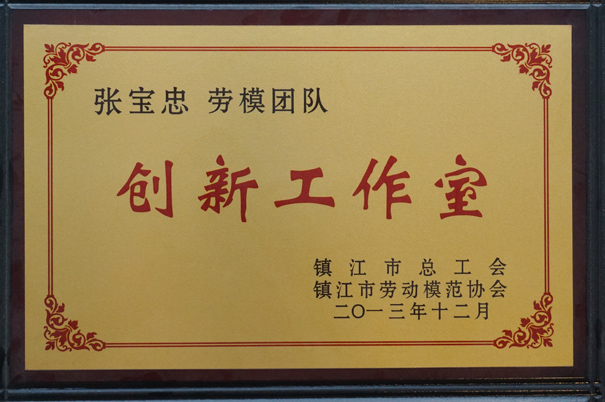 张宝忠 劳模团队
创新工作室
镇江市总工会
镇江市劳动模范协会
二〇一三年十二月